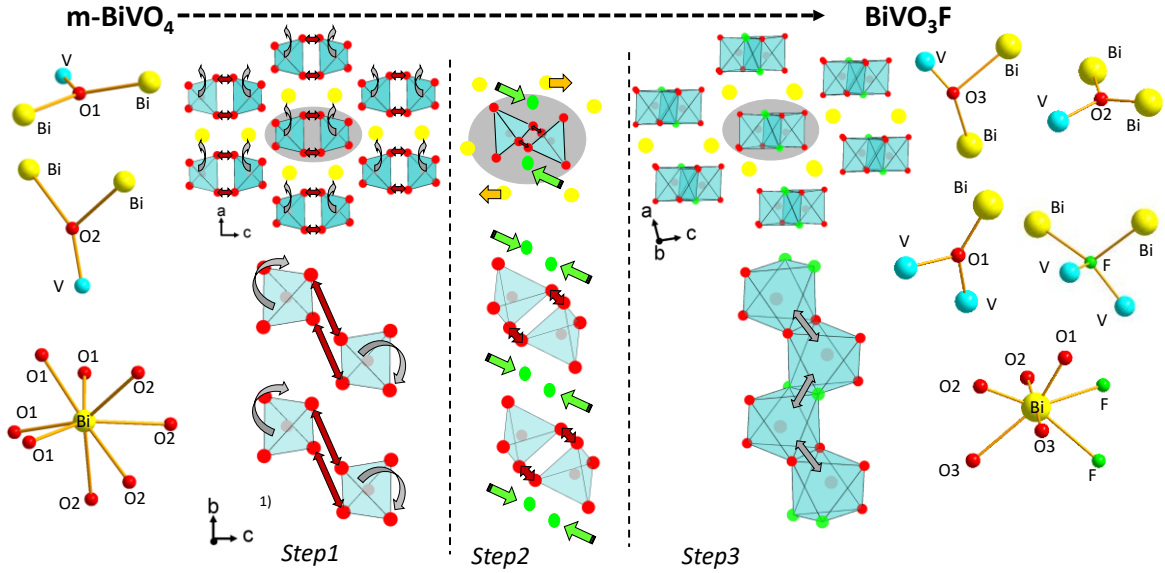 m-BiVO4
BiVO3F
V
O1
Bi
Bi
Bi
Bi
O2
V
O1
O1
O2
O1
Bi
O2
O1
O2
O2
a
c
b
c
1)
Step1
Step2
a
c
b
Step3
V
Bi
O3
Bi
Bi
V
O2
Bi
Bi
O1
V
V
Bi
Bi
V
F
V
O1
O2
O2
F
Bi
O3
O3
F